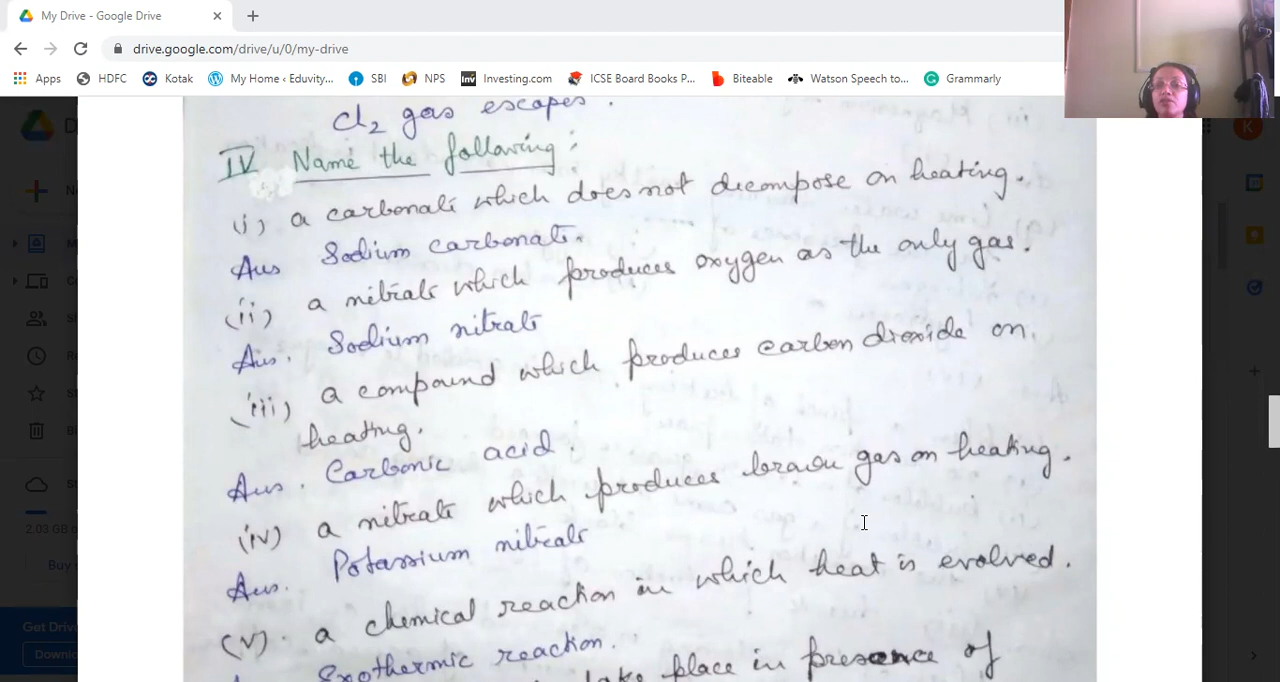 My Drive - Google Drive
drive.google.com/drive/u/0/my-drive
Apps HDFC Kotak My Home ‹ Eduvity... SBI NPS Inv Investing.com ICSE Board Books P... Biteable Watson Speech to... Grammarly
Cl2 gas escapes.
IV Name the following :
(i) a carbonate which does not decompose on heating.
Ans Sodium carbonate.
(ii) a nitrate which produces oxygen as the only gas.
Ans. Sodium nitrate
(iii) a compound which produces carbon dioxide on
heating.
Ans. Carbonic acid.
(iv) a nitrate which produces brown gas on heating.
Ans. Potassium nitrate
(v). a chemical reaction in which heat is evolved.
Exothermic reaction.
take place in presence of
2.03 GB
Buy
Get Driv
Downlo
K